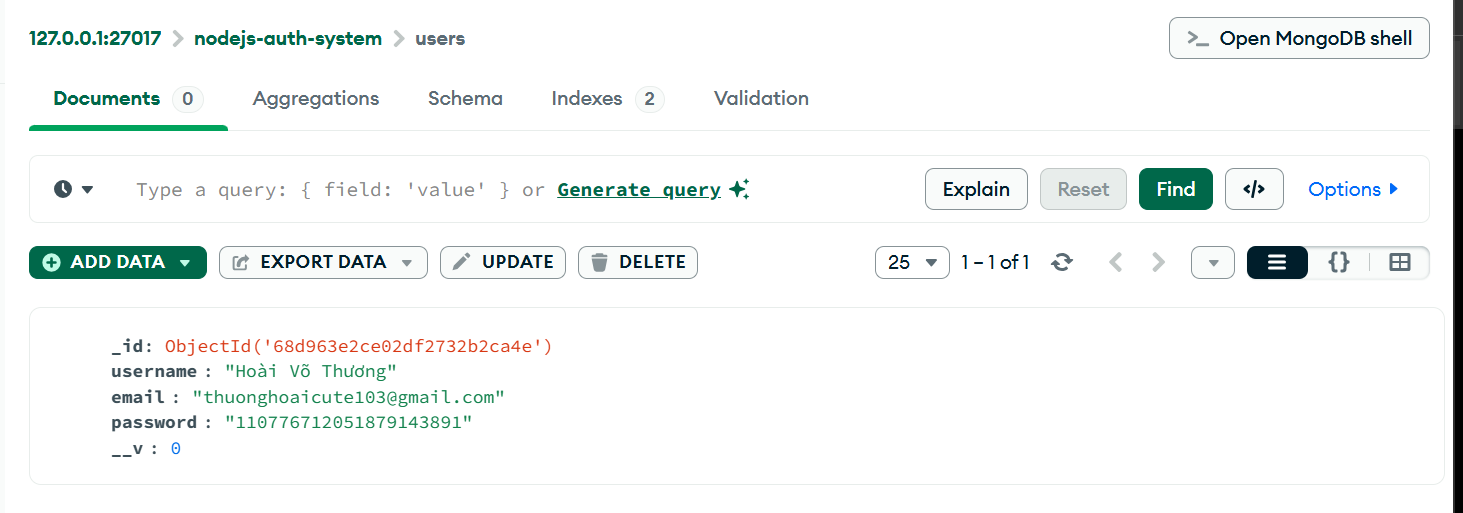 127.0.0.1:27017 > nodejs-auth-system > users >_ Open MongoDB shell
Documents 0 Aggregations Schema Indexes 2 Validation
Type a query: { field: 'value' } or Generate query Explain Reset Find </> Options
ADD DATA EXPORT DATA UPDATE DELETE 25 1 – 1 of 1 {}
_id: ObjectId('68d963e2ce02df2732b2ca4e')
username : "Hoài Võ Thương"
email : "thuonghoaicute103@gmail.com"
password : "110776712051879143891"
__v : 0